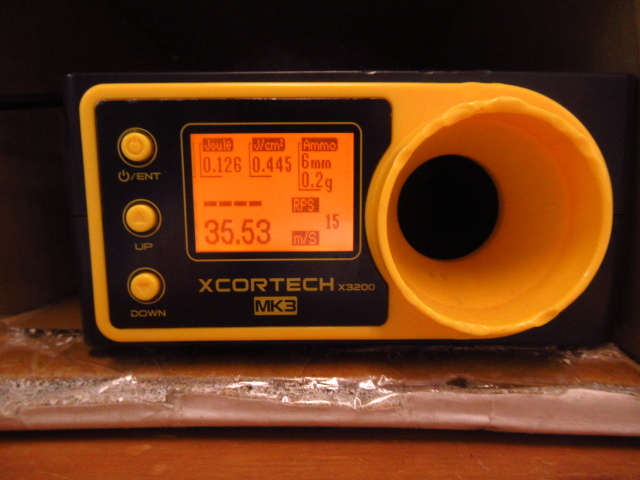 Joule J/cm² Ammo
0.126 0.445 6mm
0.2g
---- RPS
35.53 m/S 15
⏻/ENT
UP
DOWN
XCORTECH X3200
MK3